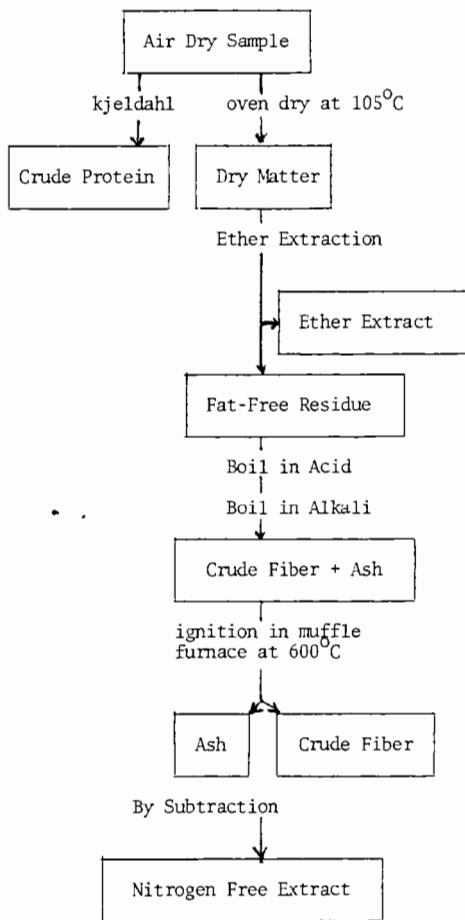 Air Dry Sample
kjeldahl
oven dry at 105°C
Crude Protein
Dry Matter
Ether Extraction
Ether Extract
Fat-Free Residue
Boil in Acid
Boil in Alkali
Crude Fiber + Ash
ignition in muffle
furnace at 600°C
Ash
Crude Fiber
By Subtraction
Nitrogen Free Extract